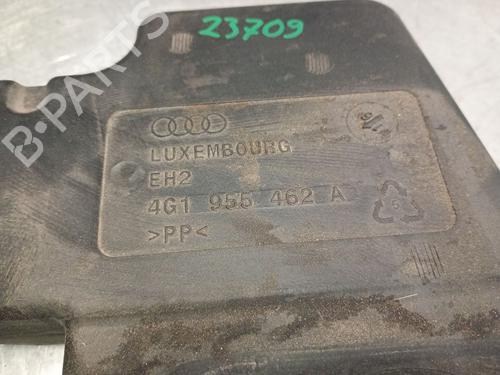 23709
B-PARTS
LUXEMBOURG
EH2
4G1 955 462 A
>PP<